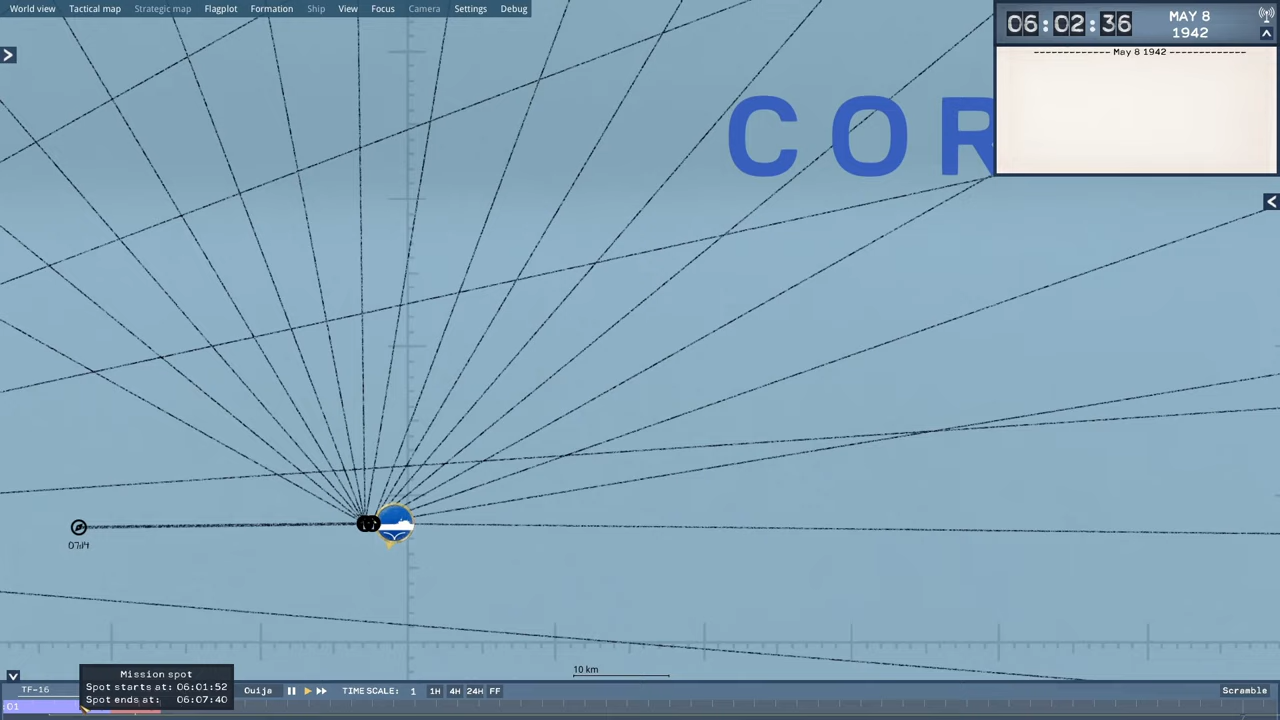 World view Tactical map Strategic map Flagplot Formation Ship View Focus Camera Settings Debug
06:02:36
MAY 8
1942
May 8 1942
COR
10 km
Mission spot
Spot starts at: 06:01:52
Spot ends at: 06:07:40
TF-16
Ouija
TIME SCALE: 1 1H 4H 24H FF
Scramble
01